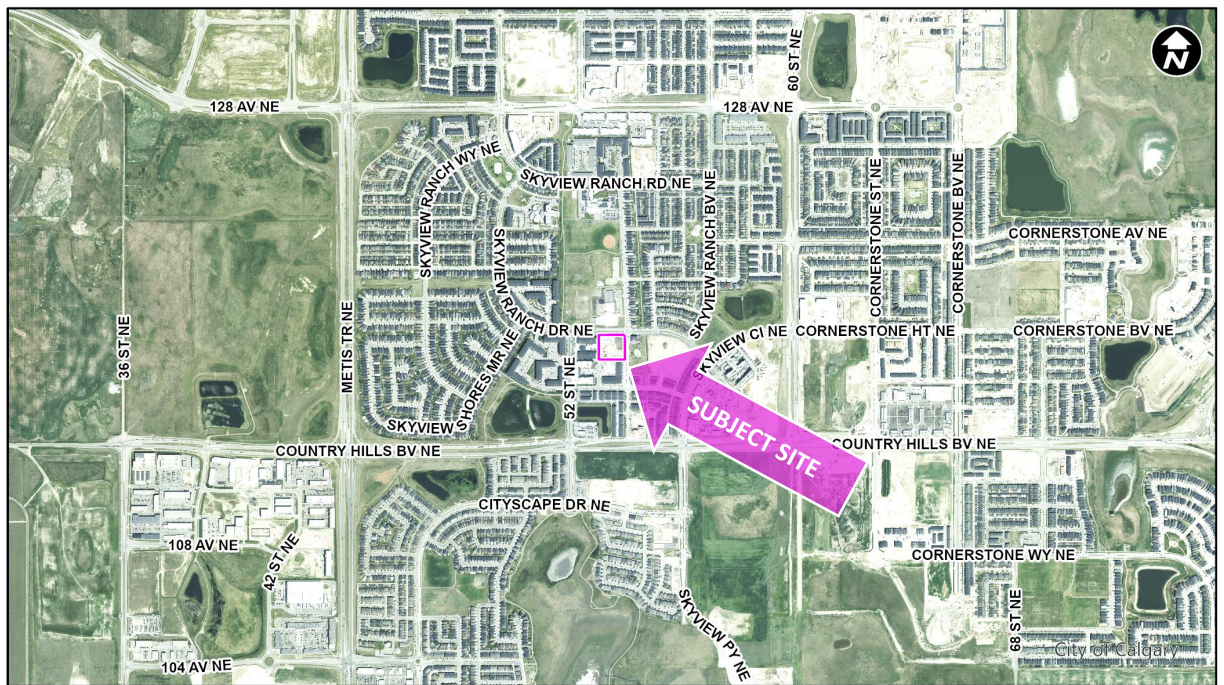 N
60 ST NE
128 AV NE
128 AV NE
SKYVIEW RANCH WY NE
SKYVIEW RANCH RD NE
SKYVIEW RANCH BV NE
CORNERSTONE ST NE
CORNERSTONE BV NE
CORNERSTONE AV NE
SKYVIEW RANCH DR NE
36 ST NE
METIS TR NE
SKYVIEW SHORES MR NE
52 ST NE
SKYVIEW CI NE
CORNERSTONE HT NE
CORNERSTONE BV NE
SUBJECT SITE
COUNTRY HILLS BV NE
COUNTRY HILLS BV NE
CITYSCAPE DR NE
108 AV NE
42 ST NE
CORNERSTONE WY NE
SKYVIEW PY NE
68 ST NE
104 AV NE
City of Calgary